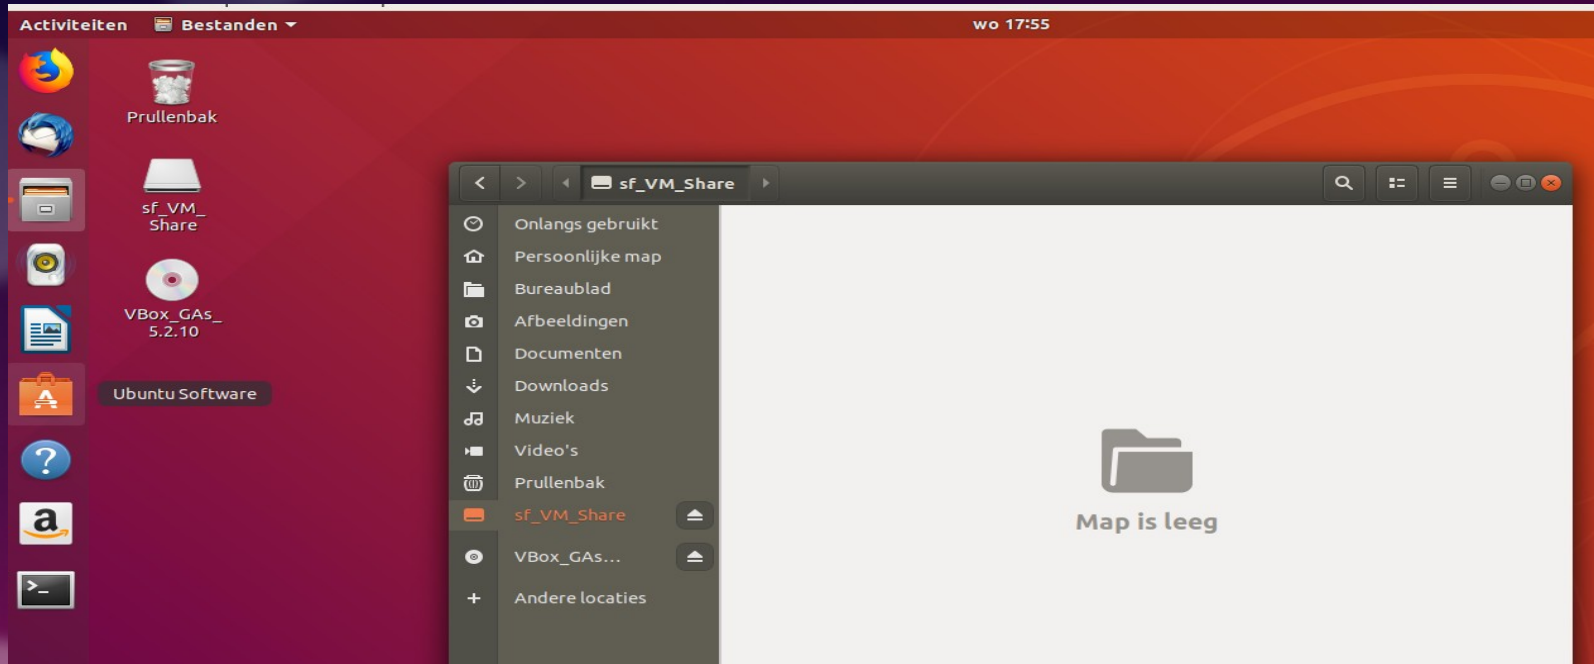 Activiteiten Bestanden wo 17:55
Prullenbak
sf_VM_
Share
VBox_GAs_
5.2.10
Ubuntu Software
sf_VM_Share
Onlangs gebruikt
Persoonlijke map
Bureaublad
Afbeeldingen
Documenten
Downloads
Muziek
Video's
Prullenbak
sf_VM_Share
VBox_GAs...
Andere locaties
Map is leeg